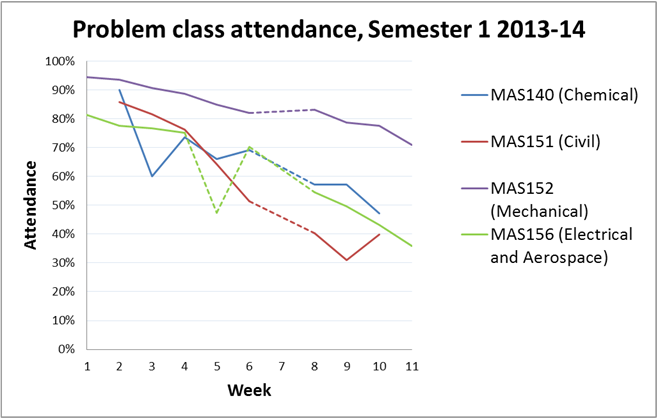 Problem class attendance, Semester 1 2013-14
100%
90%
80%
70%
60%
50%
40%
30%
20%
10%
0%
Attendance
1 2 3 4 5 6 7 8 9 10 11
Week
MAS140 (Chemical)
MAS151 (Civil)
MAS152
(Mechanical)
MAS156 (Electrical
and Aerospace)